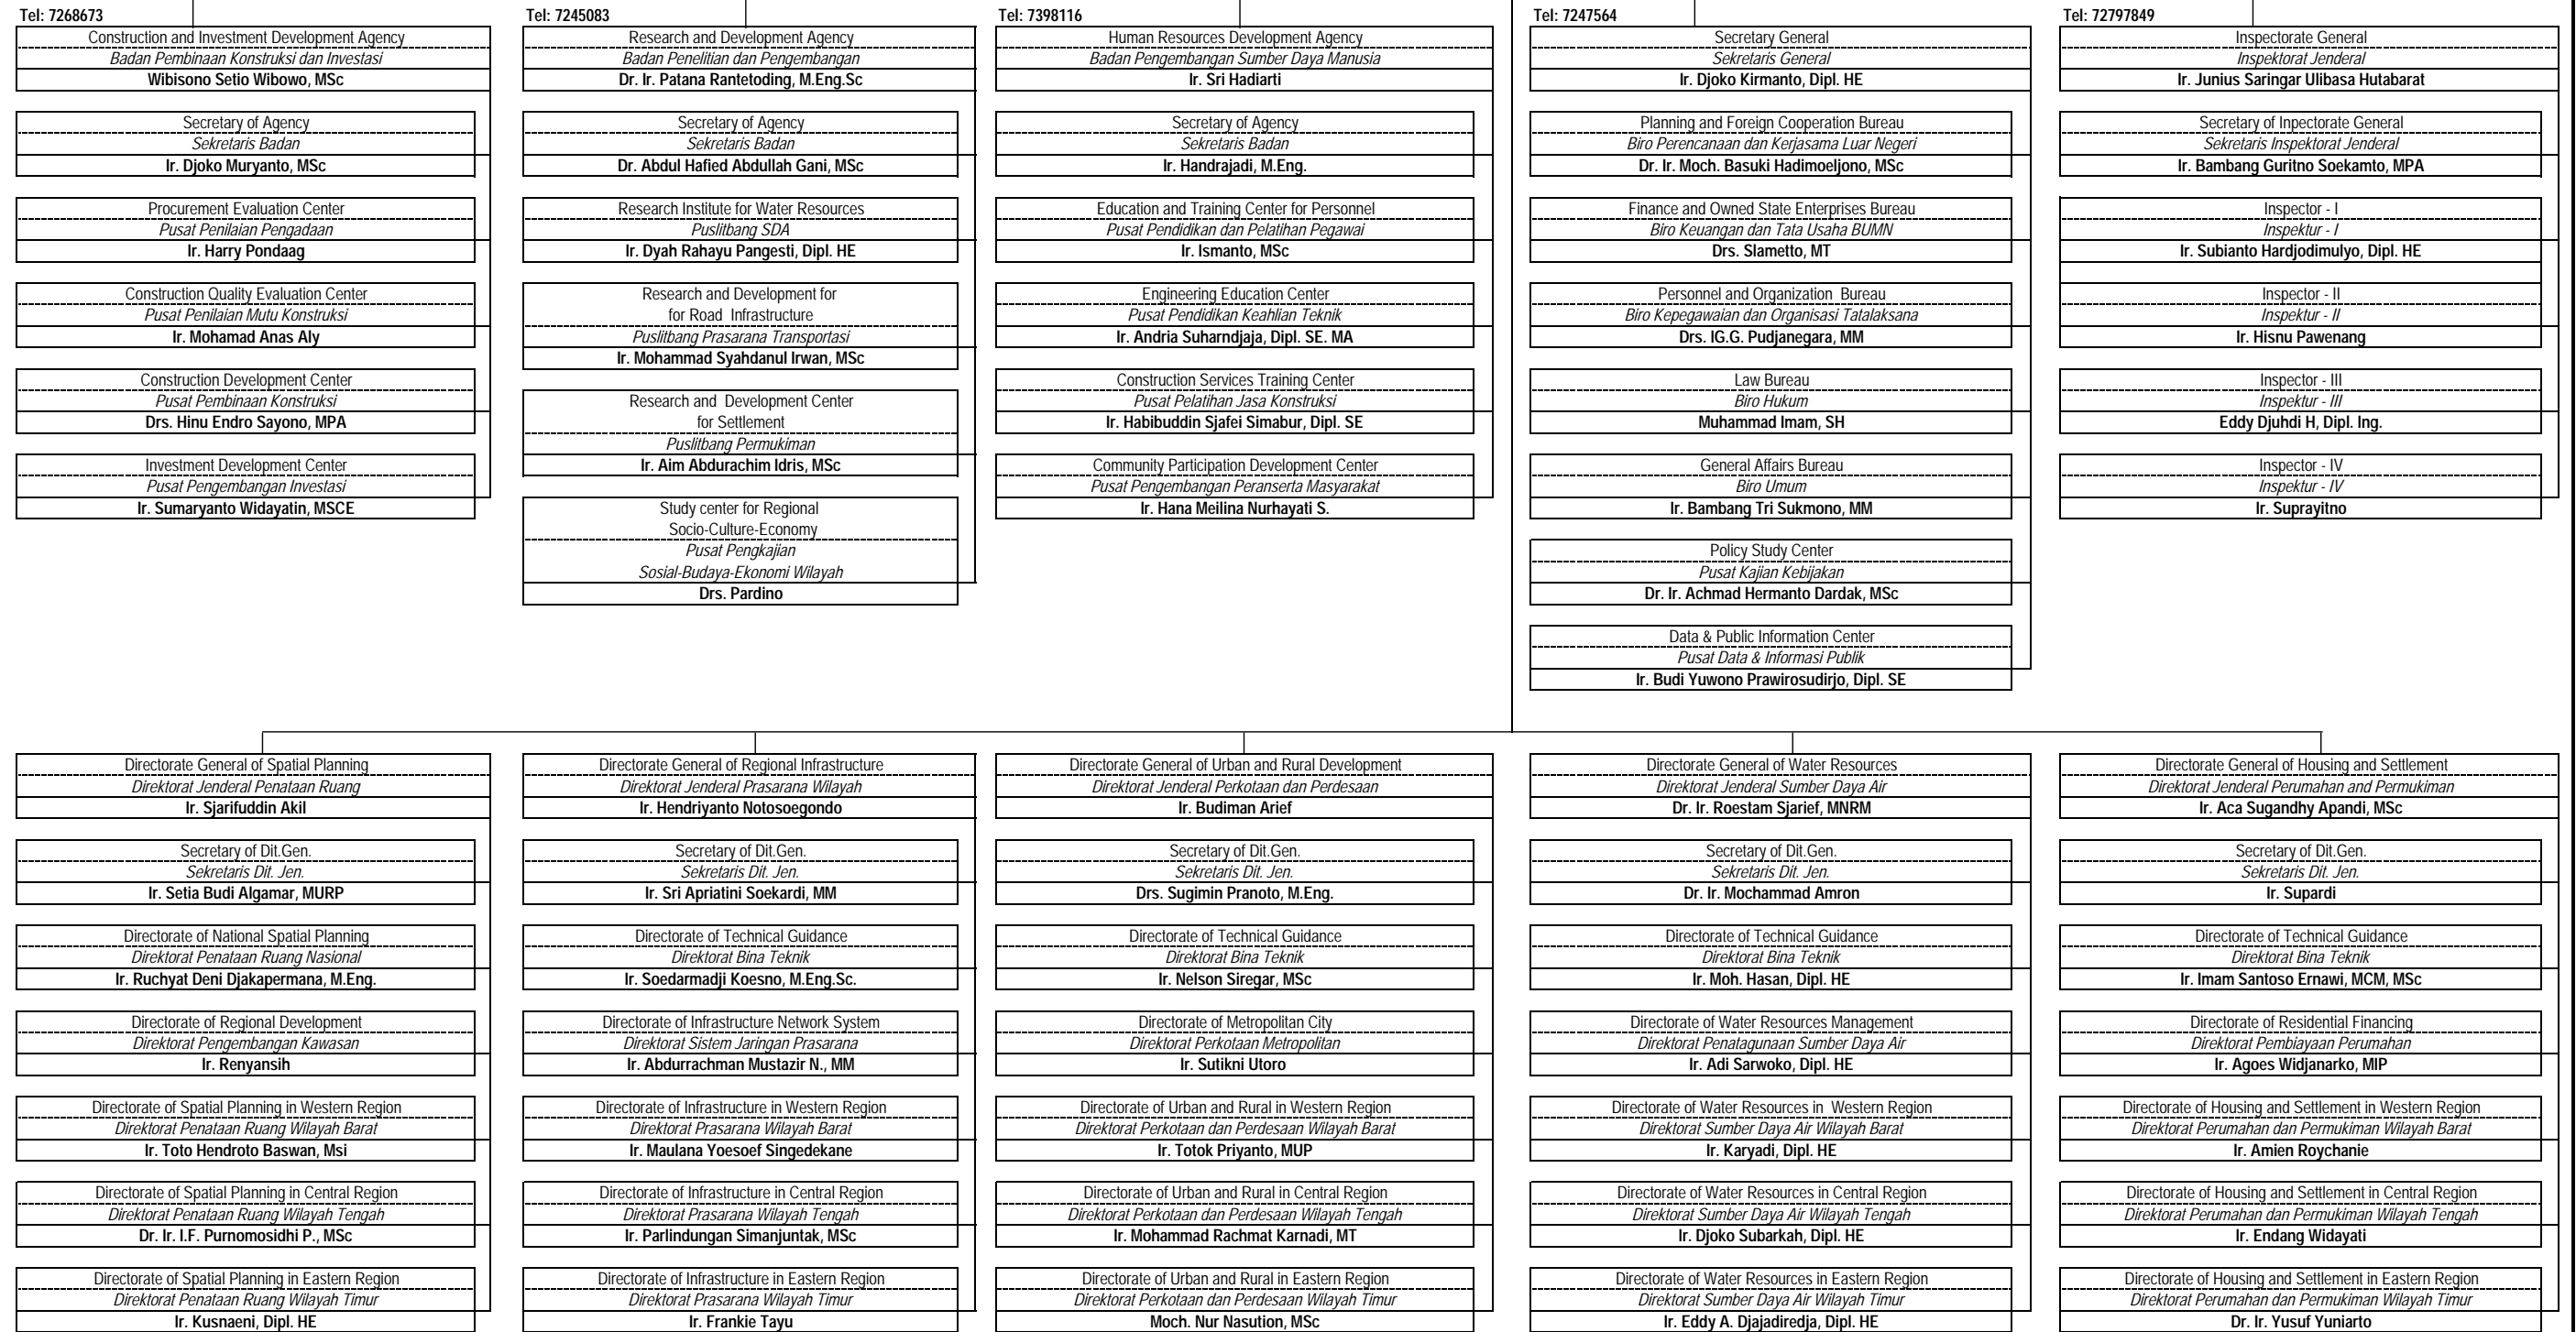 Tel: 7268673
Construction and Investment Development Agency
Badan Pembinaan Konstruksi dan Investasi
Wibisono Setio Wibowo, MSc
Secretary of Agency
Sekretaris Badan
Ir. Djoko Muryanto, MSc
Procurement Evaluation Center
Pusat Penilaian Pengadaan
Ir. Harry Pondaag
Construction Quality Evaluation Center
Pusat Penilaian Mutu Konstruksi
Ir. Mohamad Anas Aly
Construction Development Center
Pusat Pembinaan Konstruksi
Drs. Hinu Endro Sayono, MPA
Investment Development Center
Pusat Pengembangan Investasi
Ir. Sumaryanto Widayatin, MSCE
Tel: 7245083
Research and Development Agency
Badan Penelitian dan Pengembangan
Dr. Ir. Patana Rantetoding, M.Eng.Sc
Secretary of Agency
Sekretaris Badan
Dr. Abdul Hafied Abdullah Gani, MSc
Research Institute for Water Resources
Puslitbang SDA
Ir. Dyah Rahayu Pangesti, Dipl. HE
Research and Development for
for Road Infrastructure
Puslitbang Prasarana Transportasi
Ir. Mohammad Syahdanul Irwan, MSc
Research and Development Center
for Settlement
Puslitbang Permukiman
Ir. Aim Abdurachim Idris, MSc
Study center for Regional
Socio-Culture-Economy
Pusat Pengkajian
Sosial-Budaya-Ekonomi Wilayah
Drs. Pardino
Tel: 7398116
Human Resources Development Agency
Badan Pengembangan Sumber Daya Manusia
Ir. Sri Hadiarti
Secretary of Agency
Sekretaris Badan
Ir. Handrajadi, M.Eng.
Education and Training Center for Personnel
Pusat Pendidikan dan Pelatihan Pegawai
Ir. Ismanto, MSc
Engineering Education Center
Pusat Pendidikan Keahlian Teknik
Ir. Andria Suharndjaja, Dipl. SE. MA
Construction Services Training Center
Pusat Pelatihan Jasa Konstruksi
Ir. Habibuddin Sjafei Simabur, Dipl. SE
Community Participation Development Center
Pusat Pengembangan Peranserta Masyarakat
Ir. Hana Meilina Nurhayati S.
Tel: 7247564
Secretary General
Sekretaris General
Ir. Djoko Kirmanto, Dipl. HE
Planning and Foreign Cooperation Bureau
Biro Perencanaan dan Kerjasama Luar Negeri
Dr. Ir. Moch. Basuki Hadimoeljono, MSc
Finance and Owned State Enterprises Bureau
Biro Keuangan dan Tata Usaha BUMN
Drs. Slametto, MT
Personnel and Organization Bureau
Biro Kepegawaian dan Organisasi Tatalaksana
Drs. IG.G. Pudjanegara, MM
Law Bureau
Biro Hukum
Muhammad Imam, SH
General Affairs Bureau
Biro Umum
Ir. Bambang Tri Sukmono, MM
Policy Study Center
Pusat Kajian Kebijakan
Dr. Ir. Achmad Hermanto Dardak, MSc
Data & Public Information Center
Pusat Data & Informasi Publik
Ir. Budi Yuwono Prawirosudirjo, Dipl. SE
Tel: 72797849
Inspectorate General
Inspektorat Jenderal
Ir. Junius Saringar Ulibasa Hutabarat
Secretary of Inpectorate General
Sekretaris Inspektorat Jenderal
Ir. Bambang Guritno Soekamto, MPA
Inspector - I
Inspektur - I
Ir. Subianto Hardjodimulyo, Dipl. HE
Inspector - II
Inspektur - II
Ir. Hisnu Pawenang
Inspector - III
Inspektur - III
Eddy Djuhdi H, Dipl. Ing.
Inspector - IV
Inspektur - IV
Ir. Suprayitno
Directorate General of Spatial Planning
Direktorat Jenderal Penataan Ruang
Ir. Sjarifuddin Akil
Secretary of Dit.Gen.
Sekretaris Dit. Jen.
Ir. Setia Budi Algamar, MURP
Directorate of National Spatial Planning
Direktorat Penataan Ruang Nasional
Ir. Ruchyat Deni Djakapermana, M.Eng.
Directorate of Regional Development
Direktorat Pengembangan Kawasan
Ir. Renyansih
Directorate of Spatial Planning in Western Region
Direktorat Penataan Ruang Wilayah Barat
Ir. Toto Hendroto Baswan, Msi
Directorate of Spatial Planning in Central Region
Direktorat Penataan Ruang Wilayah Tengah
Dr. Ir. I.F. Purnomosidhi P., MSc
Directorate of Spatial Planning in Eastern Region
Direktorat Penataan Ruang Wilayah Timur
Ir. Kusnaeni, Dipl. HE
Directorate General of Regional Infrastructure
Direktorat Jenderal Prasarana Wilayah
Ir. Hendriyanto Notosoegondo
Secretary of Dit.Gen.
Sekretaris Dit. Jen.
Ir. Sri Apriatini Soekardi, MM
Directorate of Technical Guidance
Direktorat Bina Teknik
Ir. Soedarmadji Koesno, M.Eng.Sc.
Directorate of Infrastructure Network System
Direktorat Sistem Jaringan Prasarana
Ir. Abdurrachman Mustazir N., MM
Directorate of Infrastructure in Western Region
Direktorat Prasarana Wilayah Barat
Ir. Maulana Yoesoef Singedekane
Directorate of Infrastructure in Central Region
Direktorat Prasarana Wilayah Tengah
Ir. Parlindungan Simanjuntak, MSc
Directorate of Infrastructure in Eastern Region
Direktorat Prasarana Wilayah Timur
Ir. Frankie Tayu
Directorate General of Urban and Rural Development
Direktorat Jenderal Perkotaan dan Perdesaan
Ir. Budiman Arief
Secretary of Dit.Gen.
Sekretaris Dit. Jen.
Drs. Sugimin Pranoto, M.Eng.
Directorate of Technical Guidance
Direktorat Bina Teknik
Ir. Nelson Siregar, MSc
Directorate of Metropolitan City
Direktorat Perkotaan Metropolitan
Ir. Sutikni Utoro
Directorate of Urban and Rural in Western Region
Direktorat Perkotaan dan Perdesaan Wilayah Barat
Ir. Totok Priyanto, MUP
Directorate of Urban and Rural in Central Region
Direktorat Perkotaan dan Perdesaan Wilayah Tengah
Ir. Mohammad Rachmat Karnadi, MT
Directorate of Urban and Rural in Eastern Region
Direktorat Perkotaan dan Perdesaan Wilayah Timur
Moch. Nur Nasution, MSc
Directorate General of Water Resources
Direktorat Jenderal Sumber Daya Air
Dr. Ir. Roestam Sjarief, MNRM
Secretary of Dit.Gen.
Sekretaris Dit. Jen.
Dr. Ir. Mochammad Amron
Directorate of Technical Guidance
Direktorat Bina Teknik
Ir. Moh. Hasan, Dipl. HE
Directorate of Water Resources Management
Direktorat Penatagunaan Sumber Daya Air
Ir. Adi Sarwoko, Dipl. HE
Directorate of Water Resources in Western Region
Direktorat Sumber Daya Air Wilayah Barat
Ir. Karyadi, Dipl. HE
Directorate of Water Resources in Central Region
Direktorat Sumber Daya Air Wilayah Tengah
Ir. Djoko Subarkah, Dipl. HE
Directorate of Water Resources in Eastern Region
Direktorat Sumber Daya Air Wilayah Timur
Ir. Eddy A. Djajadiredja, Dipl. HE
Directorate General of Housing and Settlement
Direktorat Jenderal Perumahan and Permukiman
Ir. Aca Sugandhy Apandi, MSc
Secretary of Dit.Gen.
Sekretaris Dit. Jen.
Ir. Supardi
Directorate of Technical Guidance
Direktorat Bina Teknik
Ir. Imam Santoso Ernawi, MCM, MSc
Directorate of Residential Financing
Direktorat Pembiayaan Perumahan
Ir. Agoes Widjanarko, MIP
Directorate of Housing and Settlement in Western Region
Direktorat Perumahan dan Permukiman Wilayah Barat
Ir. Amien Roychanie
Directorate of Housing and Settlement in Central Region
Direktorat Perumahan dan Permukiman Wilayah Tengah
Ir. Endang Widayati
Directorate of Housing and Settlement in Eastern Region
Direktorat Perumahan dan Permukiman Wilayah Timur
Dr. Ir. Yusuf Yuniarto